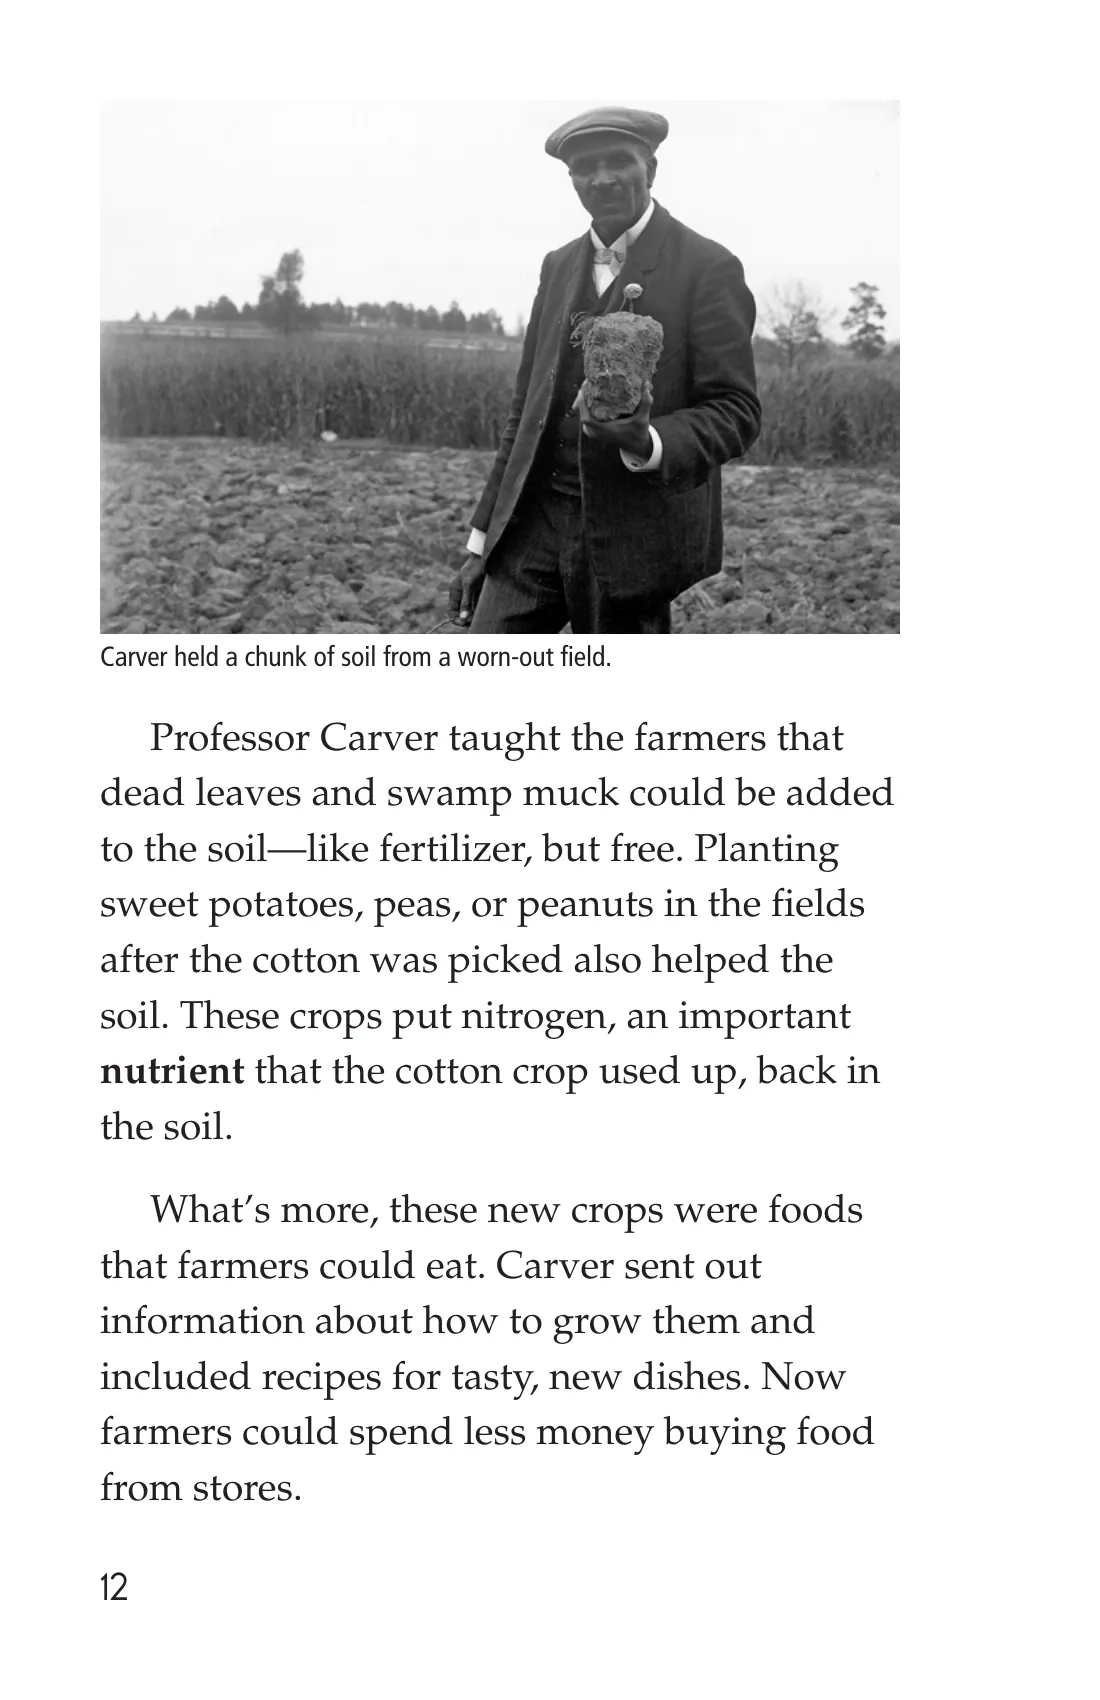 Carver held a chunk of soil from a worn-out field.
Professor Carver taught the farmers that
dead leaves and swamp muck could be added
to the soil—like fertilizer, but free. Planting
sweet potatoes, peas, or peanuts in the fields
after the cotton was picked also helped the
soil. These crops put nitrogen, an important
nutrient that the cotton crop used up, back in
the soil.
What’s more, these new crops were foods
that farmers could eat. Carver sent out
information about how to grow them and
included recipes for tasty, new dishes. Now
farmers could spend less money buying food
from stores.
12